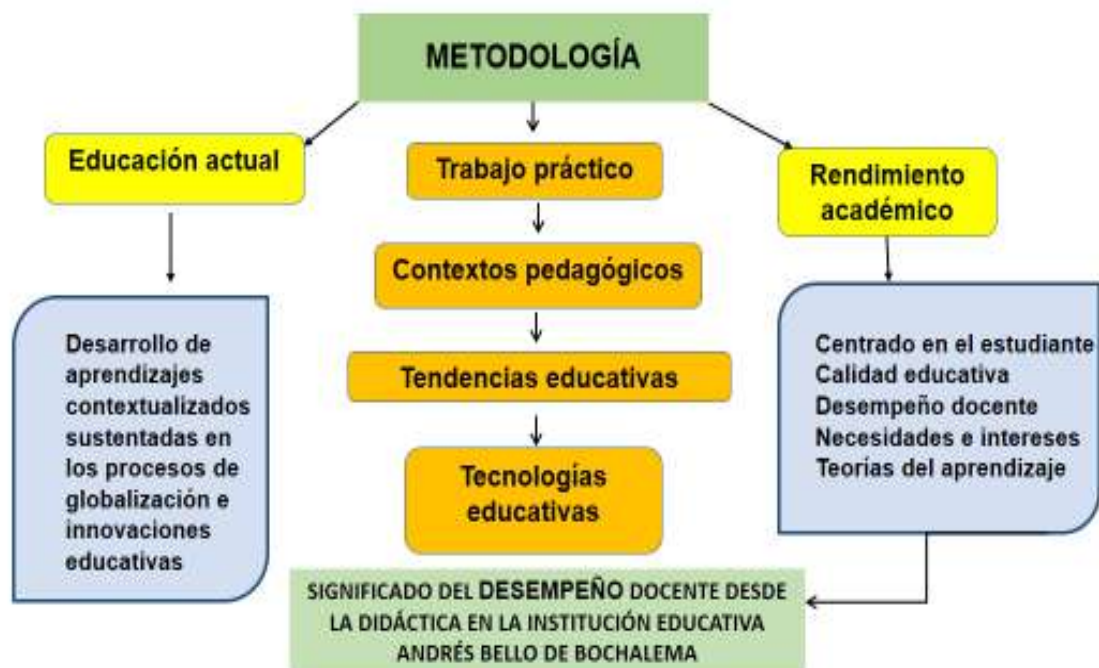 METODOLOGÍA
Educación actual
Trabajo práctico
Rendimiento
académico
Contextos pedagógicos
Desarrollo de
aprendizajes
contextualizados
sustentadas en
los procesos de
globalización e
innovaciones
educativas
Tendencias educativas
Tecnologías
educativas
Centrado en el estudiante
Calidad educativa
Desempeño docente
Necesidades e intereses
Teorías del aprendizaje
SIGNIFICADO DEL DESEMPEÑO DOCENTE DESDE
LA DIDÁCTICA EN LA INSTITUCIÓN EDUCATIVA
ANDRÉS BELLO DE BOCHALEMA